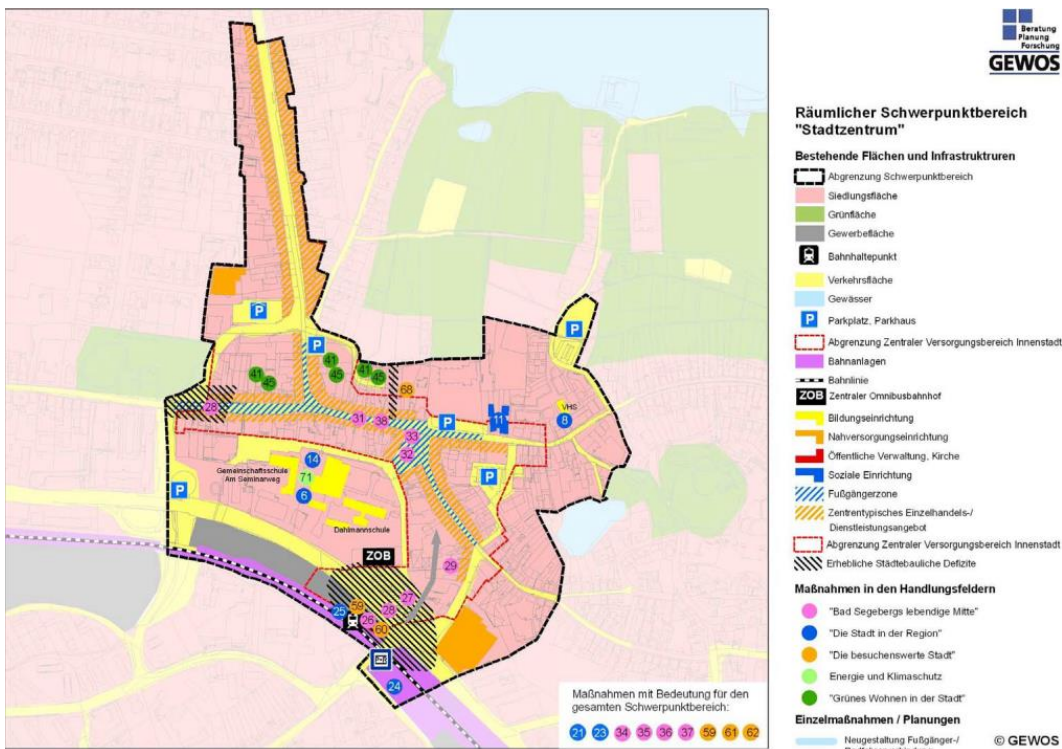 Beratung
Planung
Forschung
GEWOS
Räumlicher Schwerpunktbereich
"Stadtzentrum"
Bestehende Flächen und Infrastrukturen
Abgrenzung Schwerpunktbereich
Siedlungsfläche
Grünfläche
Gewerbefläche
Bahnhaltepunkt
Verkehrsfläche
Gewässer
P Parkplatz, Parkhaus
Abgrenzung Zentraler Versorgungsbereich Innenstadt
Bahnanlagen
Bahnlinie
ZOB Zentraler Omnibusbahnhof
Bildungseinrichtung
Nahversorgungseinrichtung
Öffentliche Verwaltung, Kirche
Soziale Einrichtung
Fußgängerzone
Zentrentypisches Einzelhandels-/
Dienstleistungsangebot
Abgrenzung Zentraler Versorgungsbereich Innenstadt
Erhebliche Städtebauliche Defizite
Maßnahmen in den Handlungsfeldern
"Bad Segebergs lebendige Mitte"
"Die Stadt in der Region"
"Die besuchenswerte Stadt"
Energie und Klimaschutz
"Grünes Wohnen in der Stadt"
Einzelmaßnahmen / Planungen
Neugestaltung Fußgänger-/
© GEWOS
P
P
P
41
45
41
45
41
45
68
28
31
38
33
32
P
11
VHS
8
Gemeinschaftsschule
Am Seminarweg
14
71
6
P
P
Dahlmannschule
ZOB
29
27
28
59
25
26
60
24
Maßnahmen mit Bedeutung für den
gesamten Schwerpunktbereich:
21 23 34 35 36 37 59 61 62